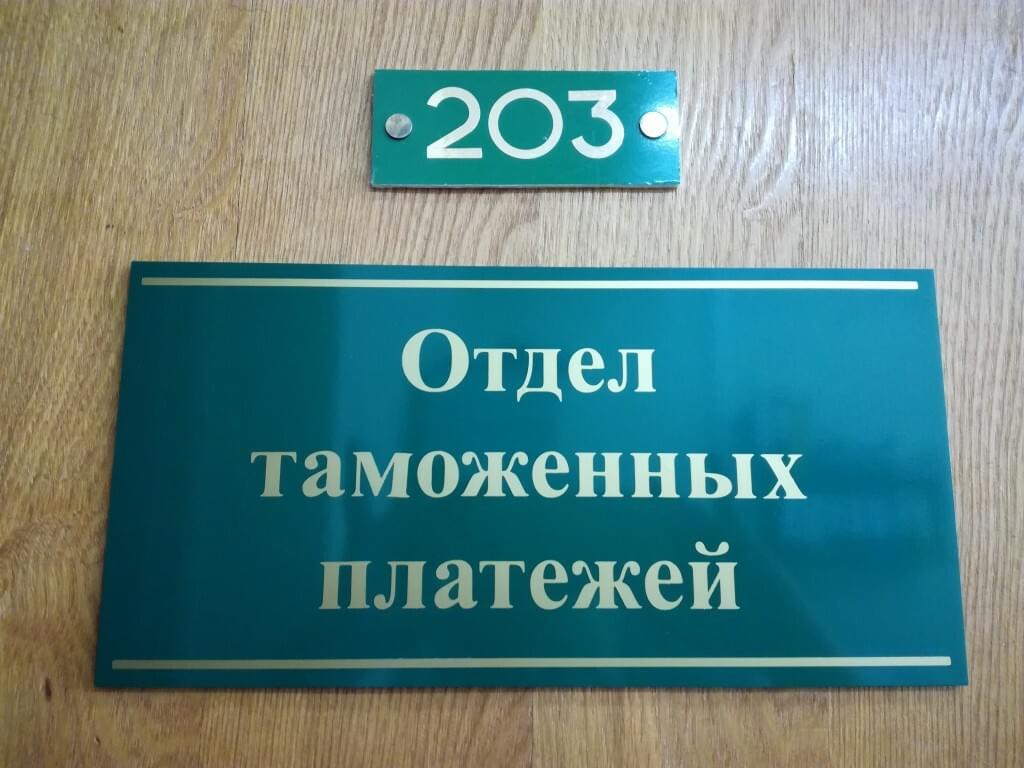 203
Отдел
таможенных
платежей